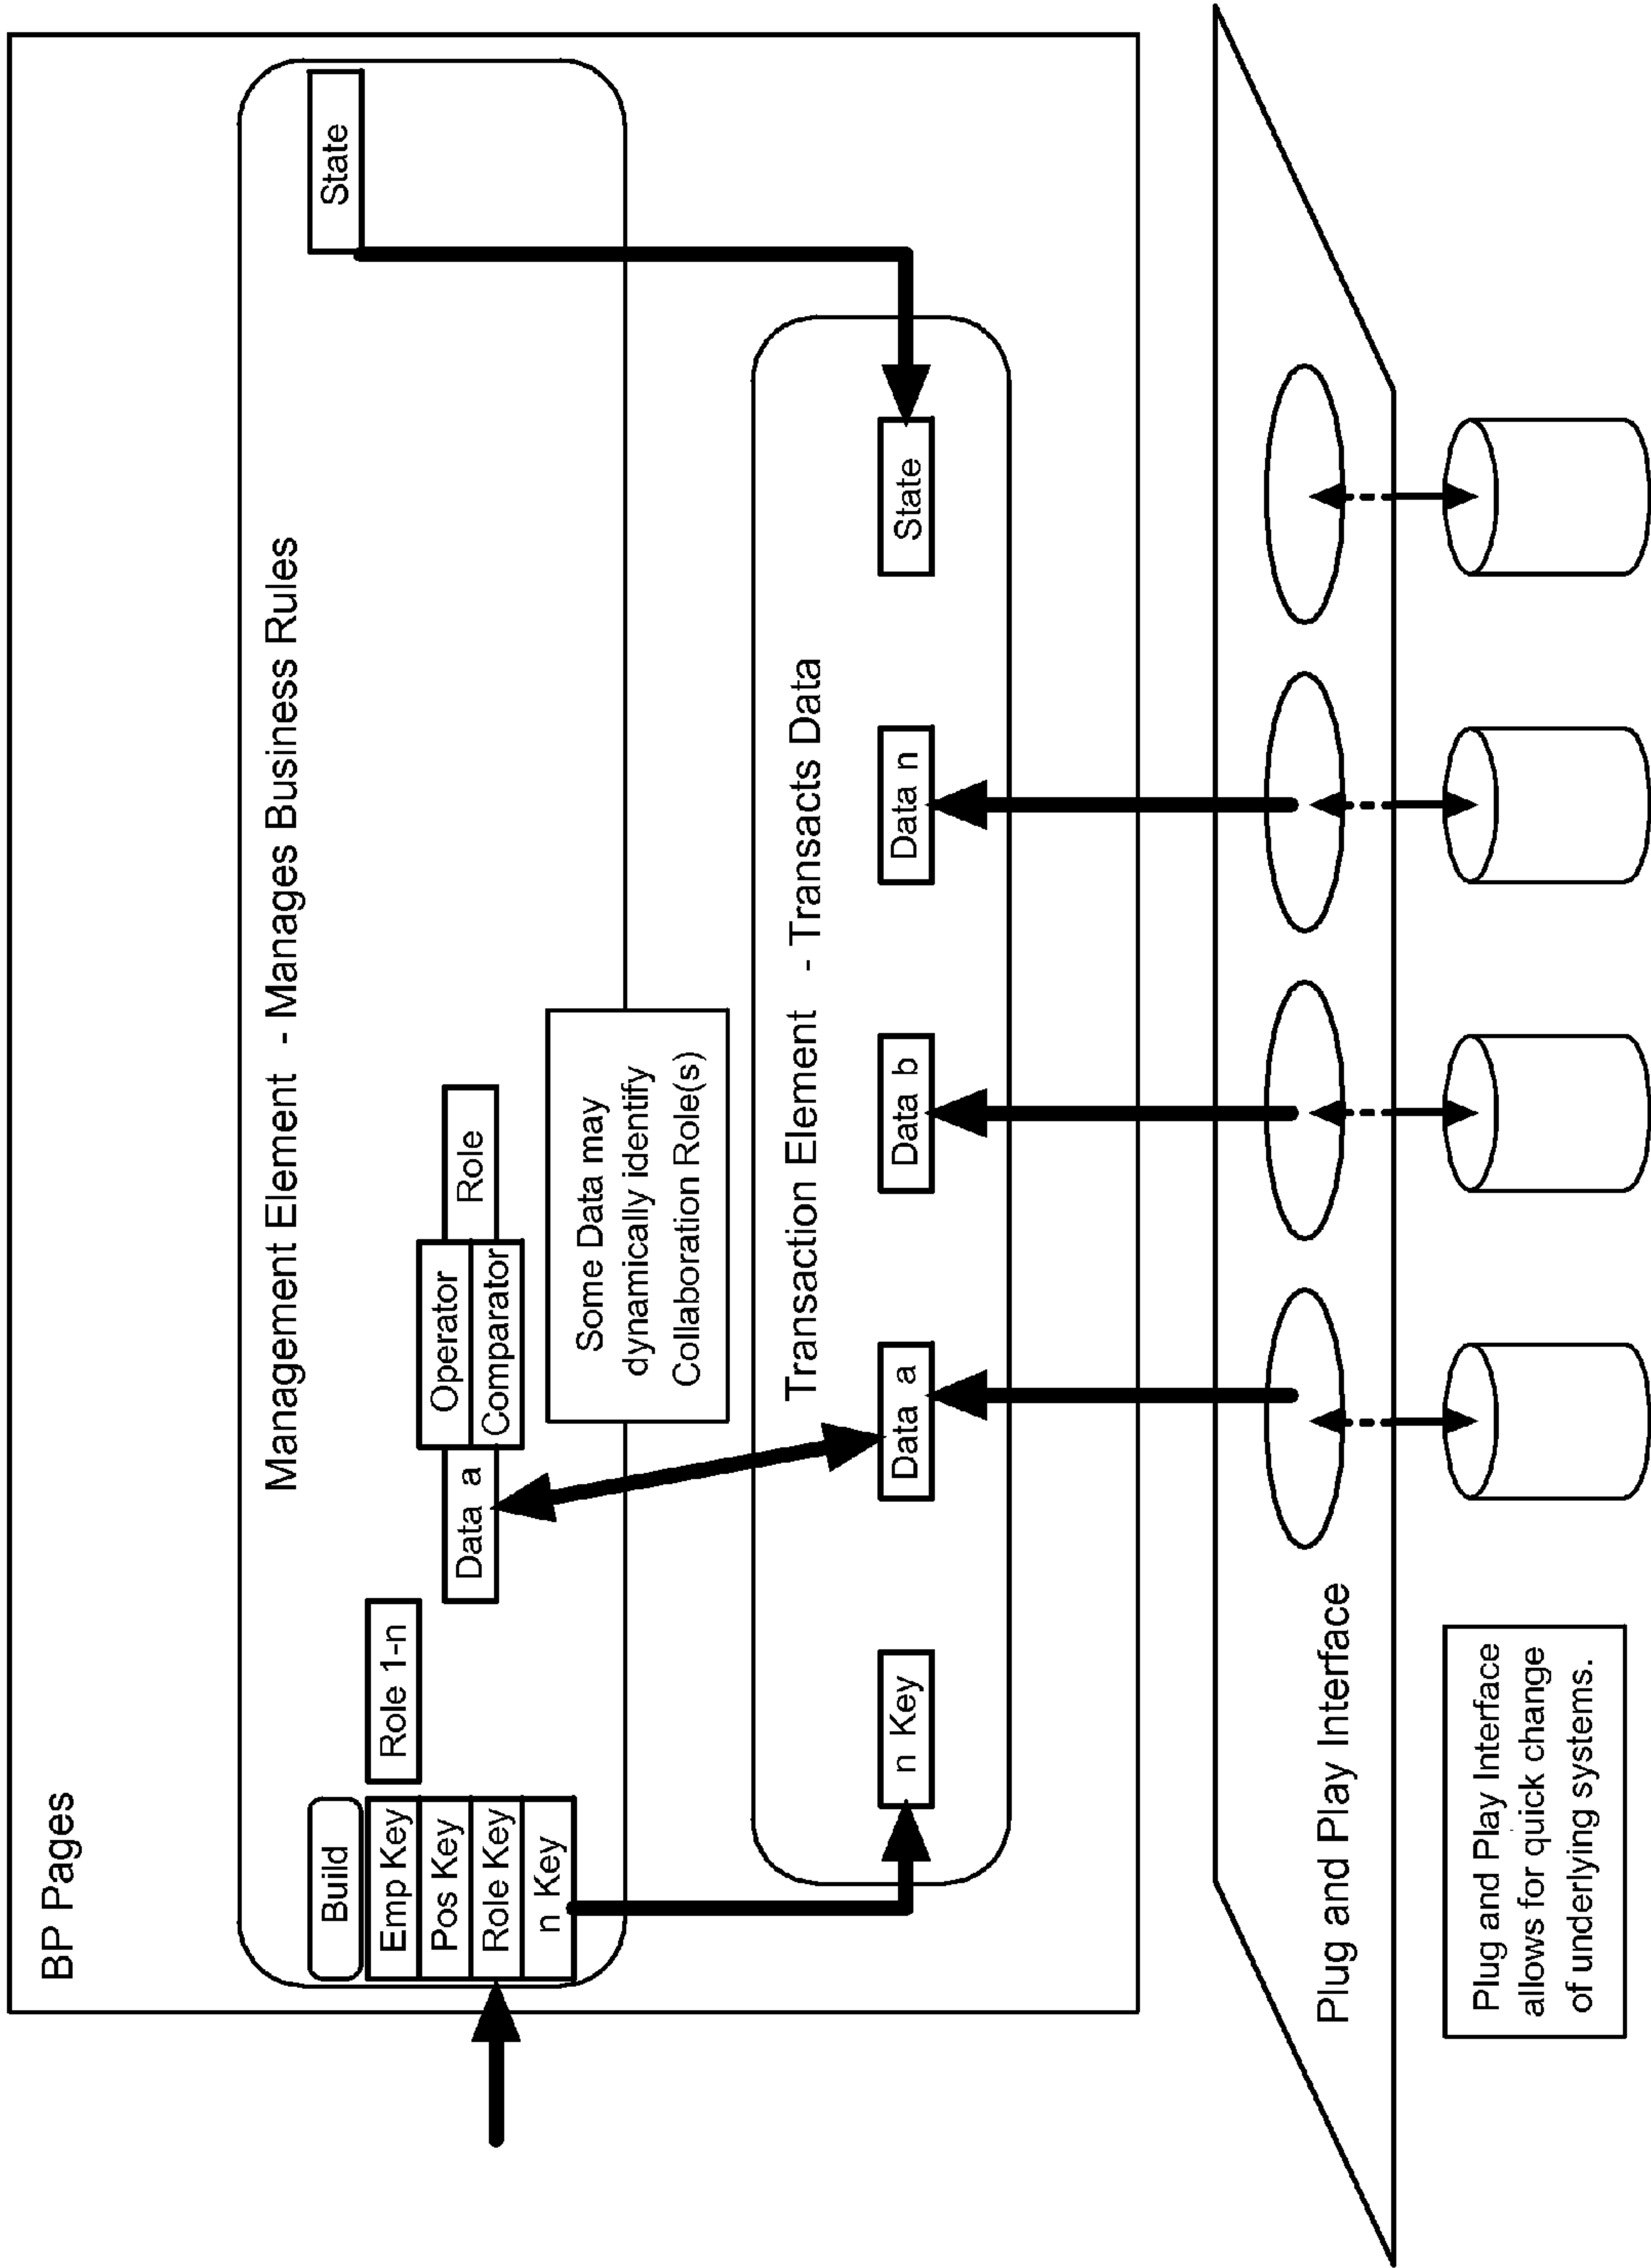 BP Pages
Management Element - Manages Business Rules
Build
State
Emp Key
Role 1-n
Pos Key
Role Key
n Key
Data a
Operator
Comparator
Role
Some Data may
dynamically identify
Collaboration Role(s)
Transaction Element - Transacts Data
n Key
Data a
Data b
Data n
State
Plug and Play Interface
Plug and Play Interface
allows for quick change
of underlying systems.